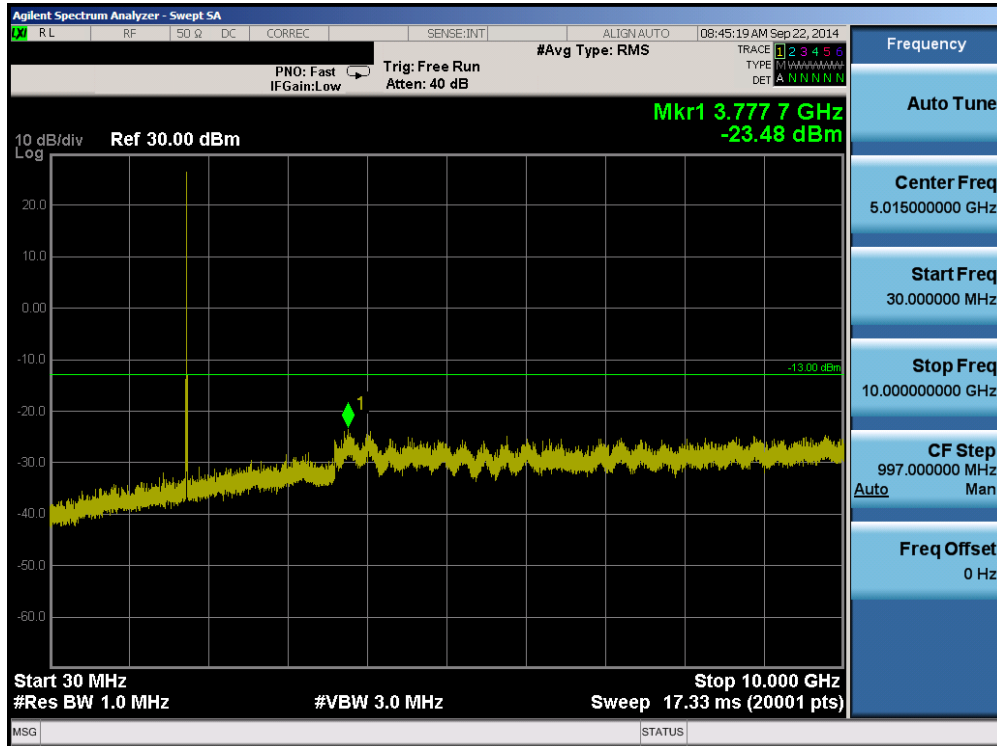 Agilent Spectrum Analyzer - Swept SA
LXI RL RF 50 Ω DC CORREC SENSE:INT ALIGN AUTO 08:45:19 AM Sep 22, 2014
#Avg Type: RMS TRACE 1 2 3 4 5 6
PNO: Fast Trig: Free Run TYPE M WWWWW
IFGain:Low Atten: 40 dB DET A N N N N N
Mkr1 3.777 7 GHz
-23.48 dBm
10 dB/div Ref 30.00 dBm
Log
20.0
10.0
0.00
-10.0
-13.00 dBm
-20.0
1
-30.0
-40.0
-50.0
-60.0
Start 30 MHz Stop 10.000 GHz
#Res BW 1.0 MHz #VBW 3.0 MHz Sweep 17.33 ms (20001 pts)
MSG STATUS
Frequency
Auto Tune
Center Freq
5.015000000 GHz
Start Freq
30.000000 MHz
Stop Freq
10.000000000 GHz
CF Step
997.000000 MHz
Auto Man
Freq Offset
0 Hz